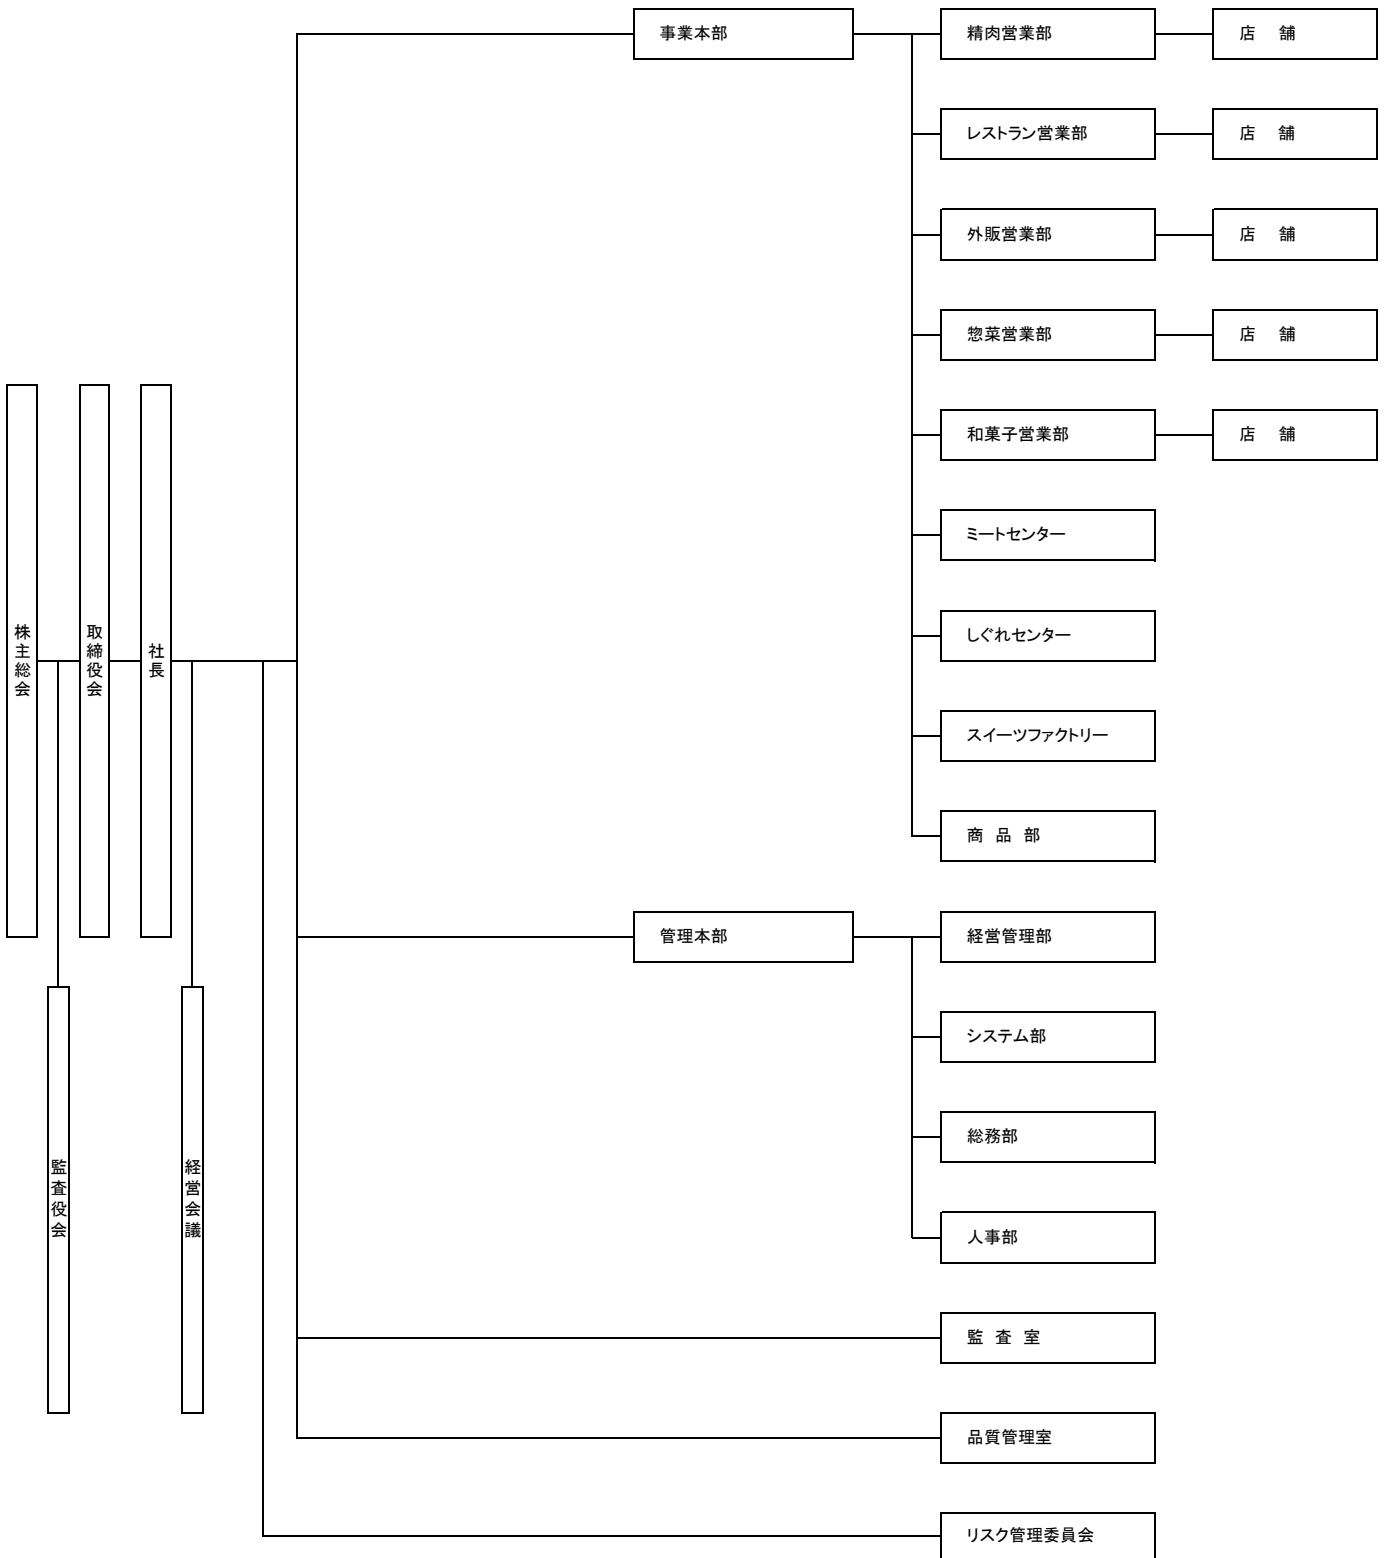 事業本部
精肉営業部
店 舗
レストラン営業部
店 舗
外販営業部
店 舗
惣菜営業部
店 舗
和菓子営業部
店 舗
ミートセンター
しぐれセンター
スイーツファクトリー
商 品 部
株主総会
取締役会
社長
管理本部
経営管理部
システム部
総務部
監査役会
経営会議
人事部
監 査 室
品質管理室
リスク管理委員会